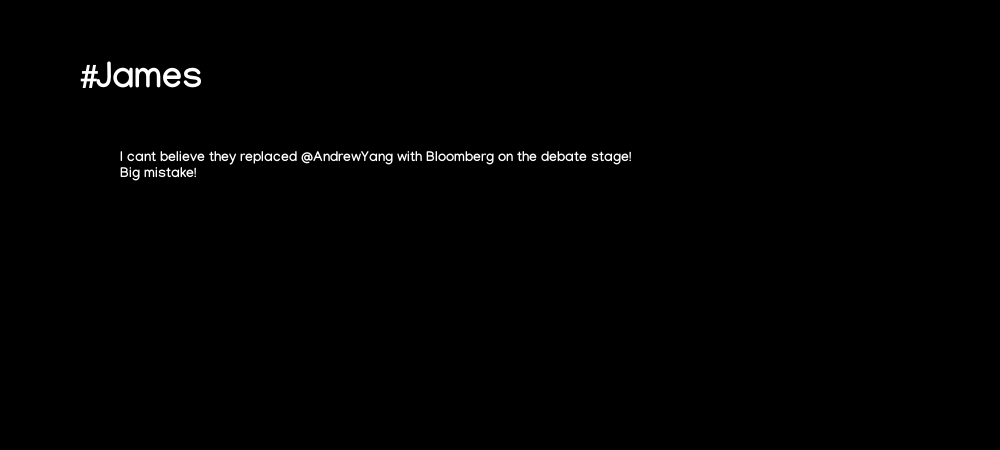 #James
I cant believe they replaced @AndrewYang with Bloomberg on the debate stage!
Big mistake!